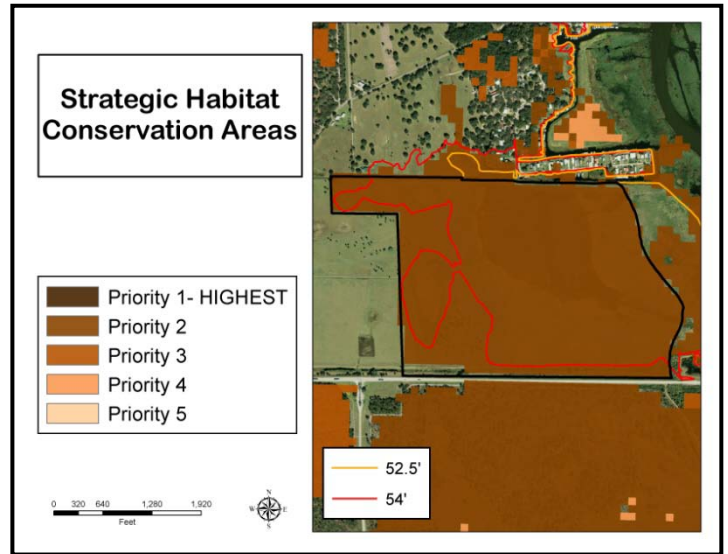 Strategic Habitat
Conservation Areas
Priority 1- HIGHEST
Priority 2
Priority 3
Priority 4
Priority 5
52.5'
54'
0 320 640 1,280 1,920
Feet
N
W E
S